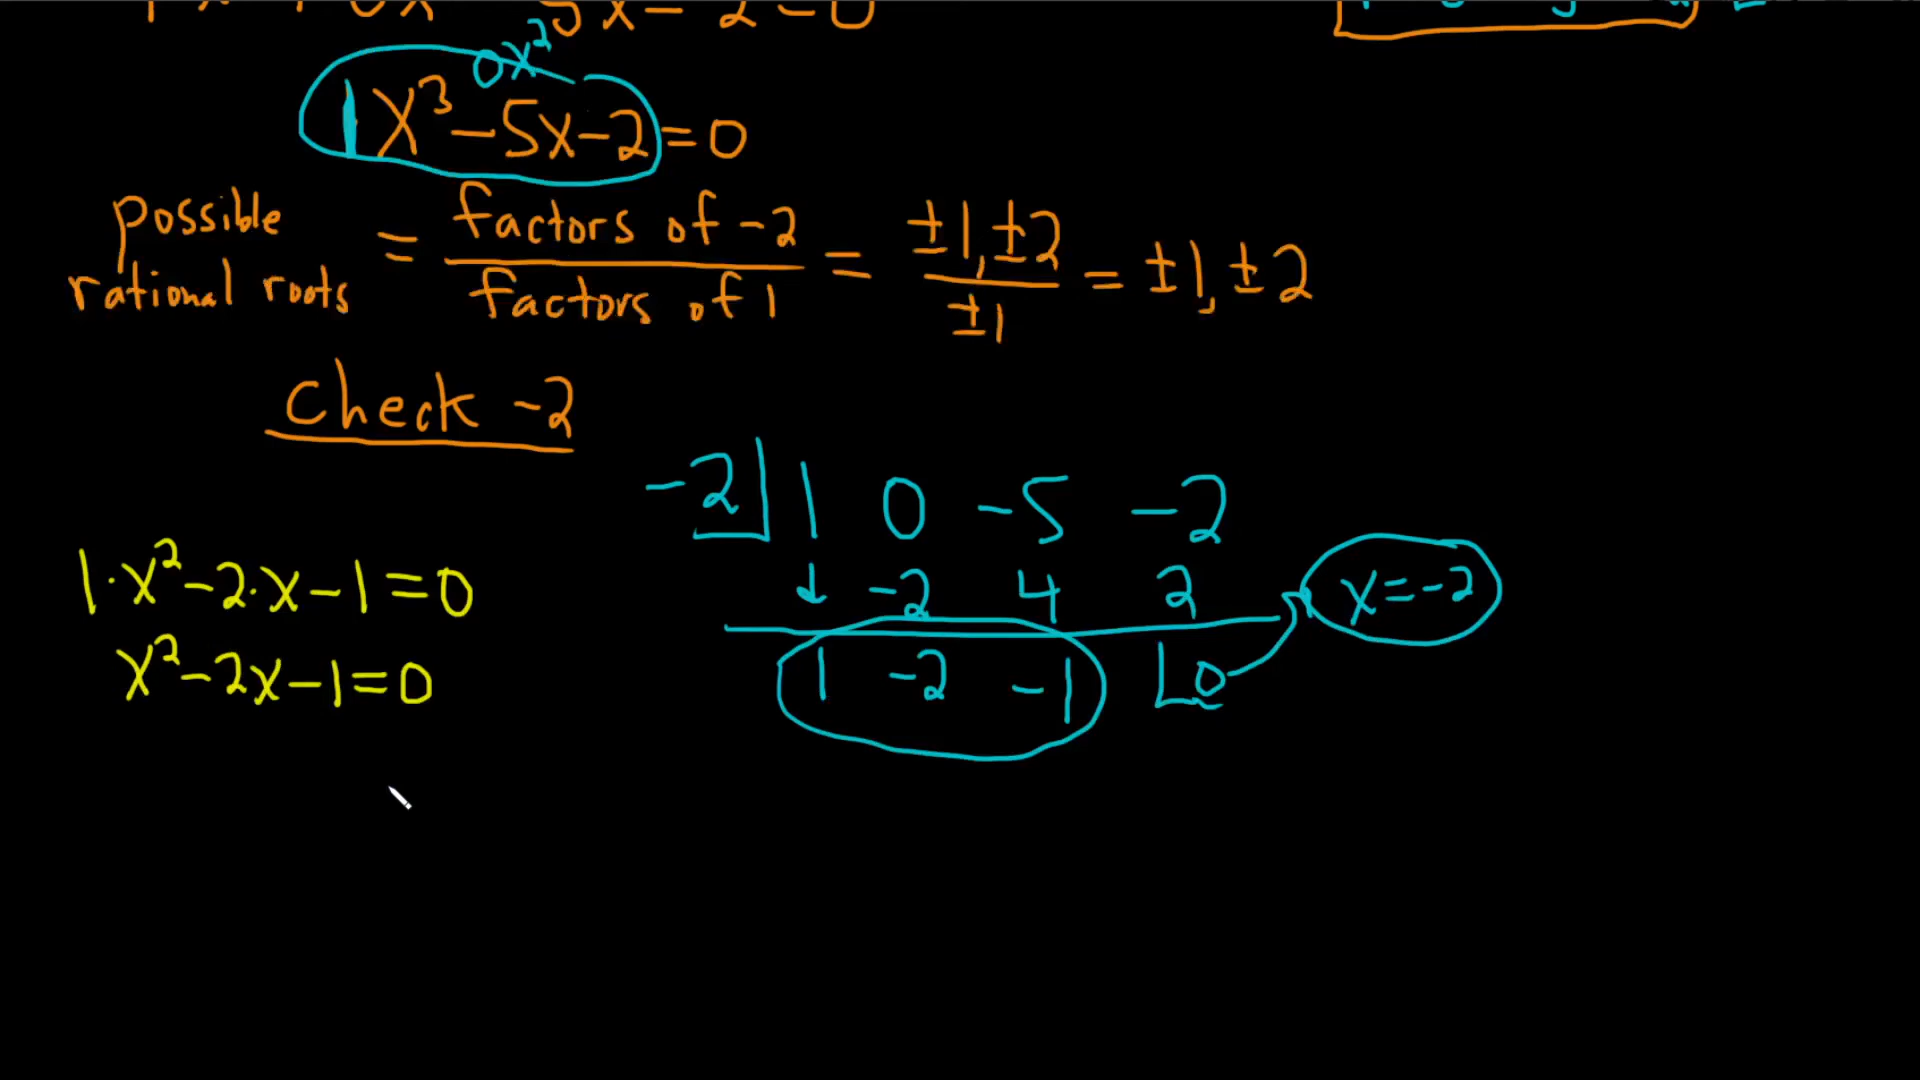 0x²
1x³ - 5x - 2 = 0
possible rational roots = factors of -2 / factors of 1 = ±1, ±2 / ±1 = ±1, ±2
Check -2
-2 | 1 0 -5 -2
↓ -2 4 2
1 -2 -1 | 0
x = -2
1·x² - 2·x - 1 = 0
x² - 2x - 1 = 0